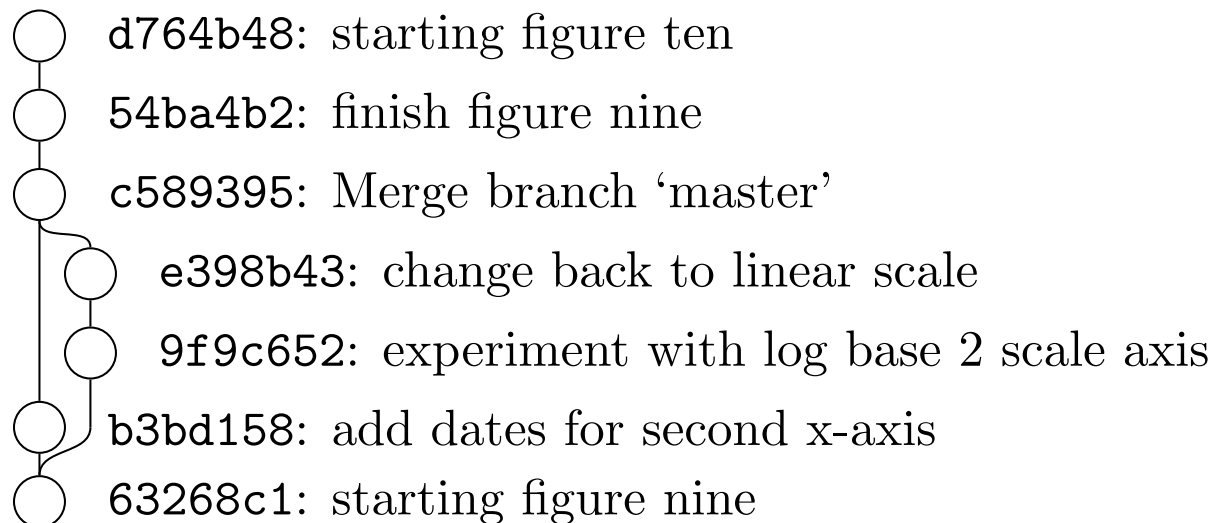 d764b48: starting figure ten
54ba4b2: finish figure nine
c589395: Merge branch ‘master’
e398b43: change back to linear scale
9f9c652: experiment with log base 2 scale axis
b3bd158: add dates for second x-axis
63268c1: starting figure nine